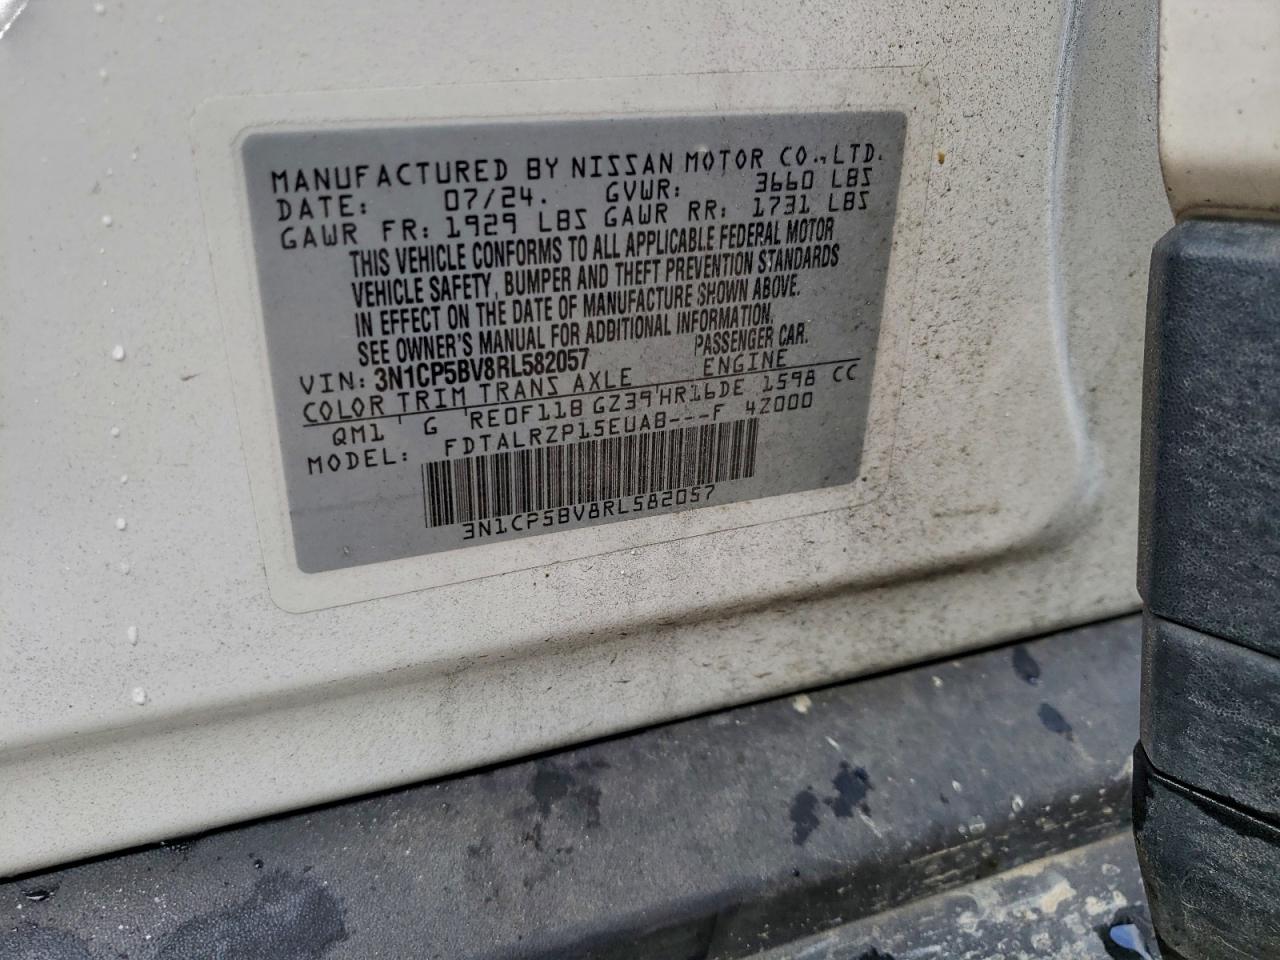 MANUFACTURED BY NISSAN MOTOR CO.,LTD.
DATE: 07/24. GVWR: 3660 LBS
GAWR FR: 1929 LBS GAWR RR: 1731 LBS
THIS VEHICLE CONFORMS TO ALL APPLICABLE FEDERAL MOTOR
VEHICLE SAFETY, BUMPER AND THEFT PREVENTION STANDARDS
IN EFFECT ON THE DATE OF MANUFACTURE SHOWN ABOVE.
SEE OWNER'S MANUAL FOR ADDITIONAL INFORMATION.
PASSENGER CAR.
VIN: 3N1CP5BV8RL582057
COLOR TRIM TRANS AXLE ENGINE
QM1 G RE0F11B GZ39 HR16DE 1598 CC
MODEL: FDTALRZP15EUAB---F 4Z000
3N1CP5BV8RL582057